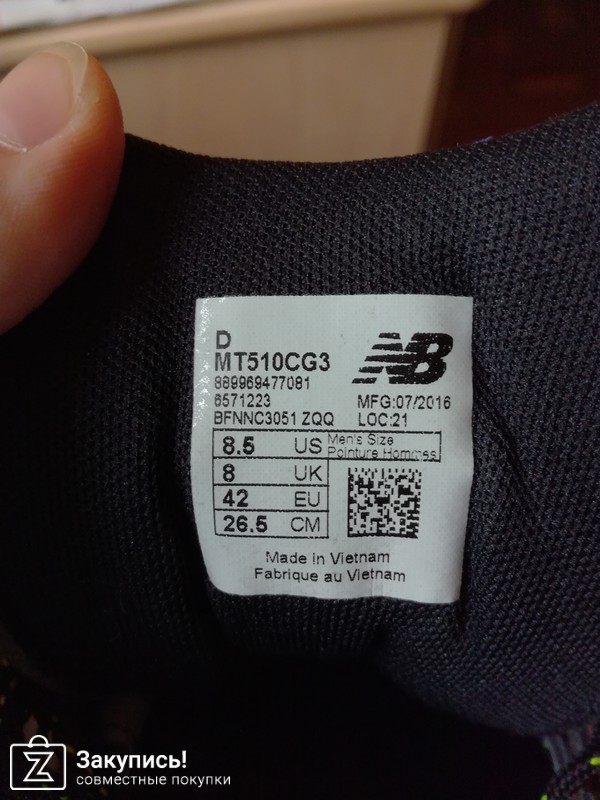 D
MT510CG3
NB
889969477081
6571223
MFG:07/2016
BFNNC3051 ZQQ
LOC:21
8.5 US Men's Size
Pointure Hommes
8 UK
42 EU
26.5 CM
Made in Vietnam
Fabrique au Vietnam
Z
Закупись!
совместные покупки